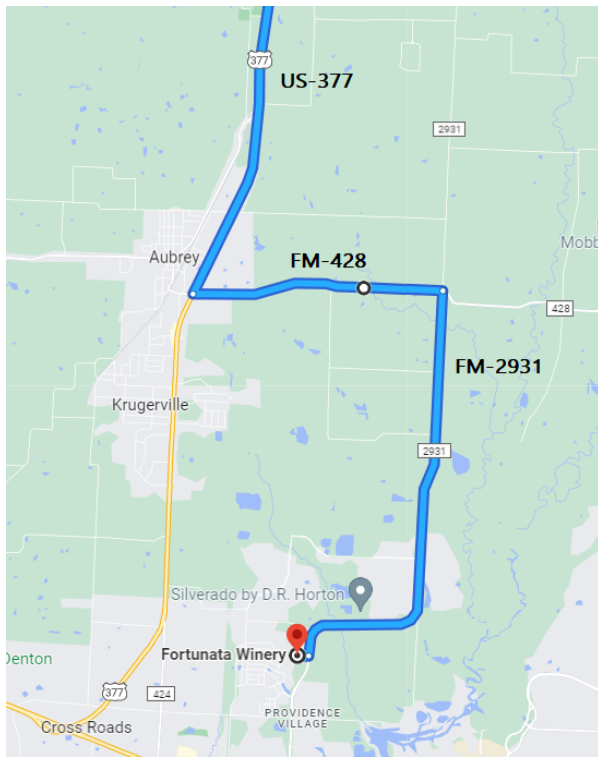 377
US-377
2931
Aubrey
FM-428
Mobb
428
FM-2931
Krugerville
2931
Silverado by D.R. Horton
Fortunata Winery
Denton
377
424
PROVIDENCE
VILLAGE
Cross Roads